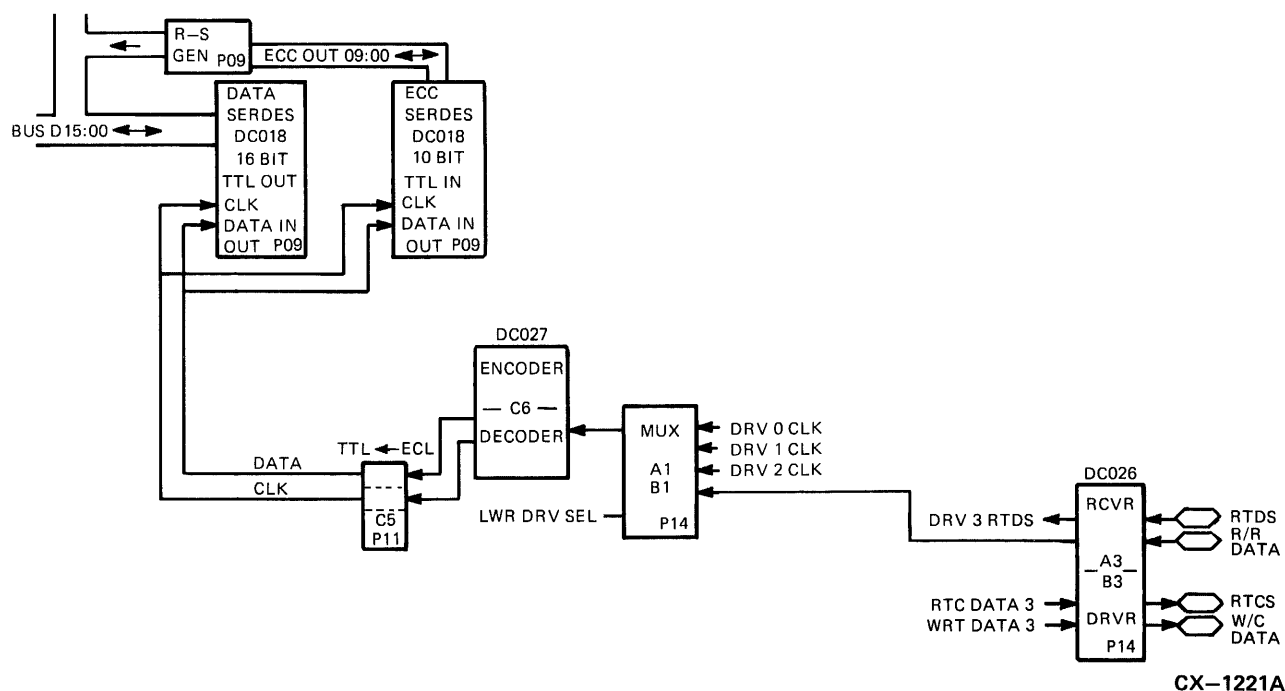 R–S
GEN P09
ECC OUT 09:00
BUS D15:00
DATA
SERDES
DC018
16 BIT
TTL OUT
CLK
DATA IN
OUT P09
ECC
SERDES
DC018
10 BIT
TTL IN
CLK
DATA IN
OUT P09
DC027
ENCODER
— C6 —
DECODER
TTL ← ECL
DATA
CLK
C5
P11
MUX
A1
B1
P14
DRV 0 CLK
DRV 1 CLK
DRV 2 CLK
LWR DRV SEL
DC026
RCVR
A3
B3
DRVR
P14
DRV 3 RTDS
RTC DATA 3
WRT DATA 3
RTDS
R/R
DATA
RTCS
W/C
DATA
CX–1221A